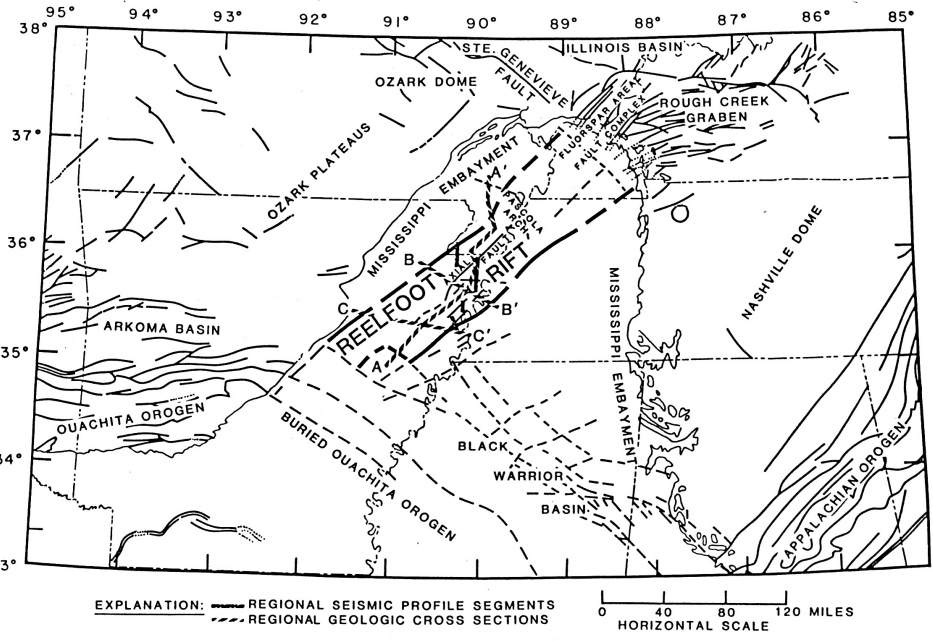 95° 94° 93° 92° 91° 90° 89° 88° 87° 86° 85°
38°
STE. GENEVIEVE
FAULT
ILLINOIS BASIN
OZARK DOME
ROUGH CREEK
GRABEN
FLUORSPAR AREA
FAULT COMPLEX
37°
OZARK PLATEAUS
MISSISSIPPI EMBAYMENT
A'
PASCOLA
ARCH
36°
B
AXIAL FAULT
REELFOOT RIFT
NASHVILLE DOME
MISSISSIPPI EMBAYMENT
C
B'
ARKOMA BASIN
C'
35°
A
OUACHITA OROGEN
BURIED OUACHITA OROGEN
BLACK
WARRIOR
BASIN
APPALACHIAN OROGEN
4°
3°
EXPLANATION: REGIONAL SEISMIC PROFILE SEGMENTS
REGIONAL GEOLOGIC CROSS SECTIONS
0 40 80 120 MILES
HORIZONTAL SCALE